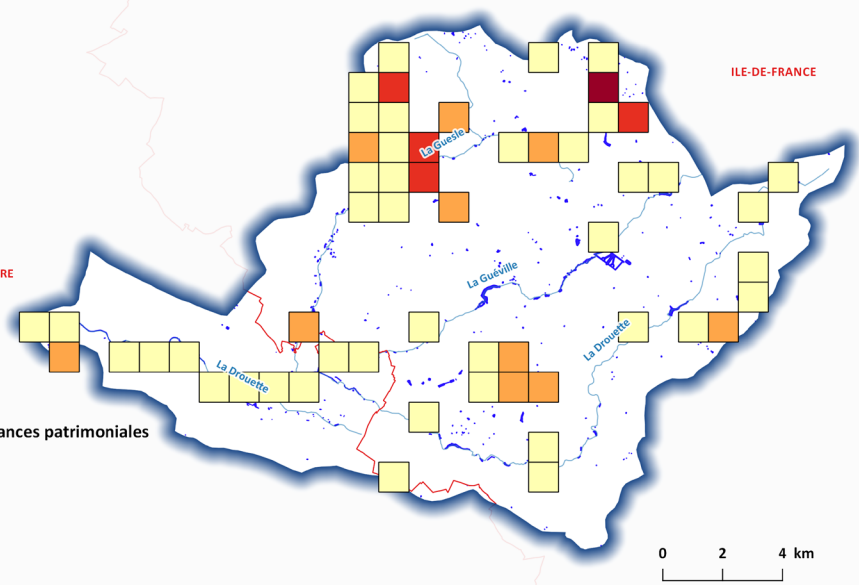 ILE-DE-FRANCE
La Guesle
La Guéville
RE
La Drouette
La Drouette
ances patrimoniales
0 2 4 km